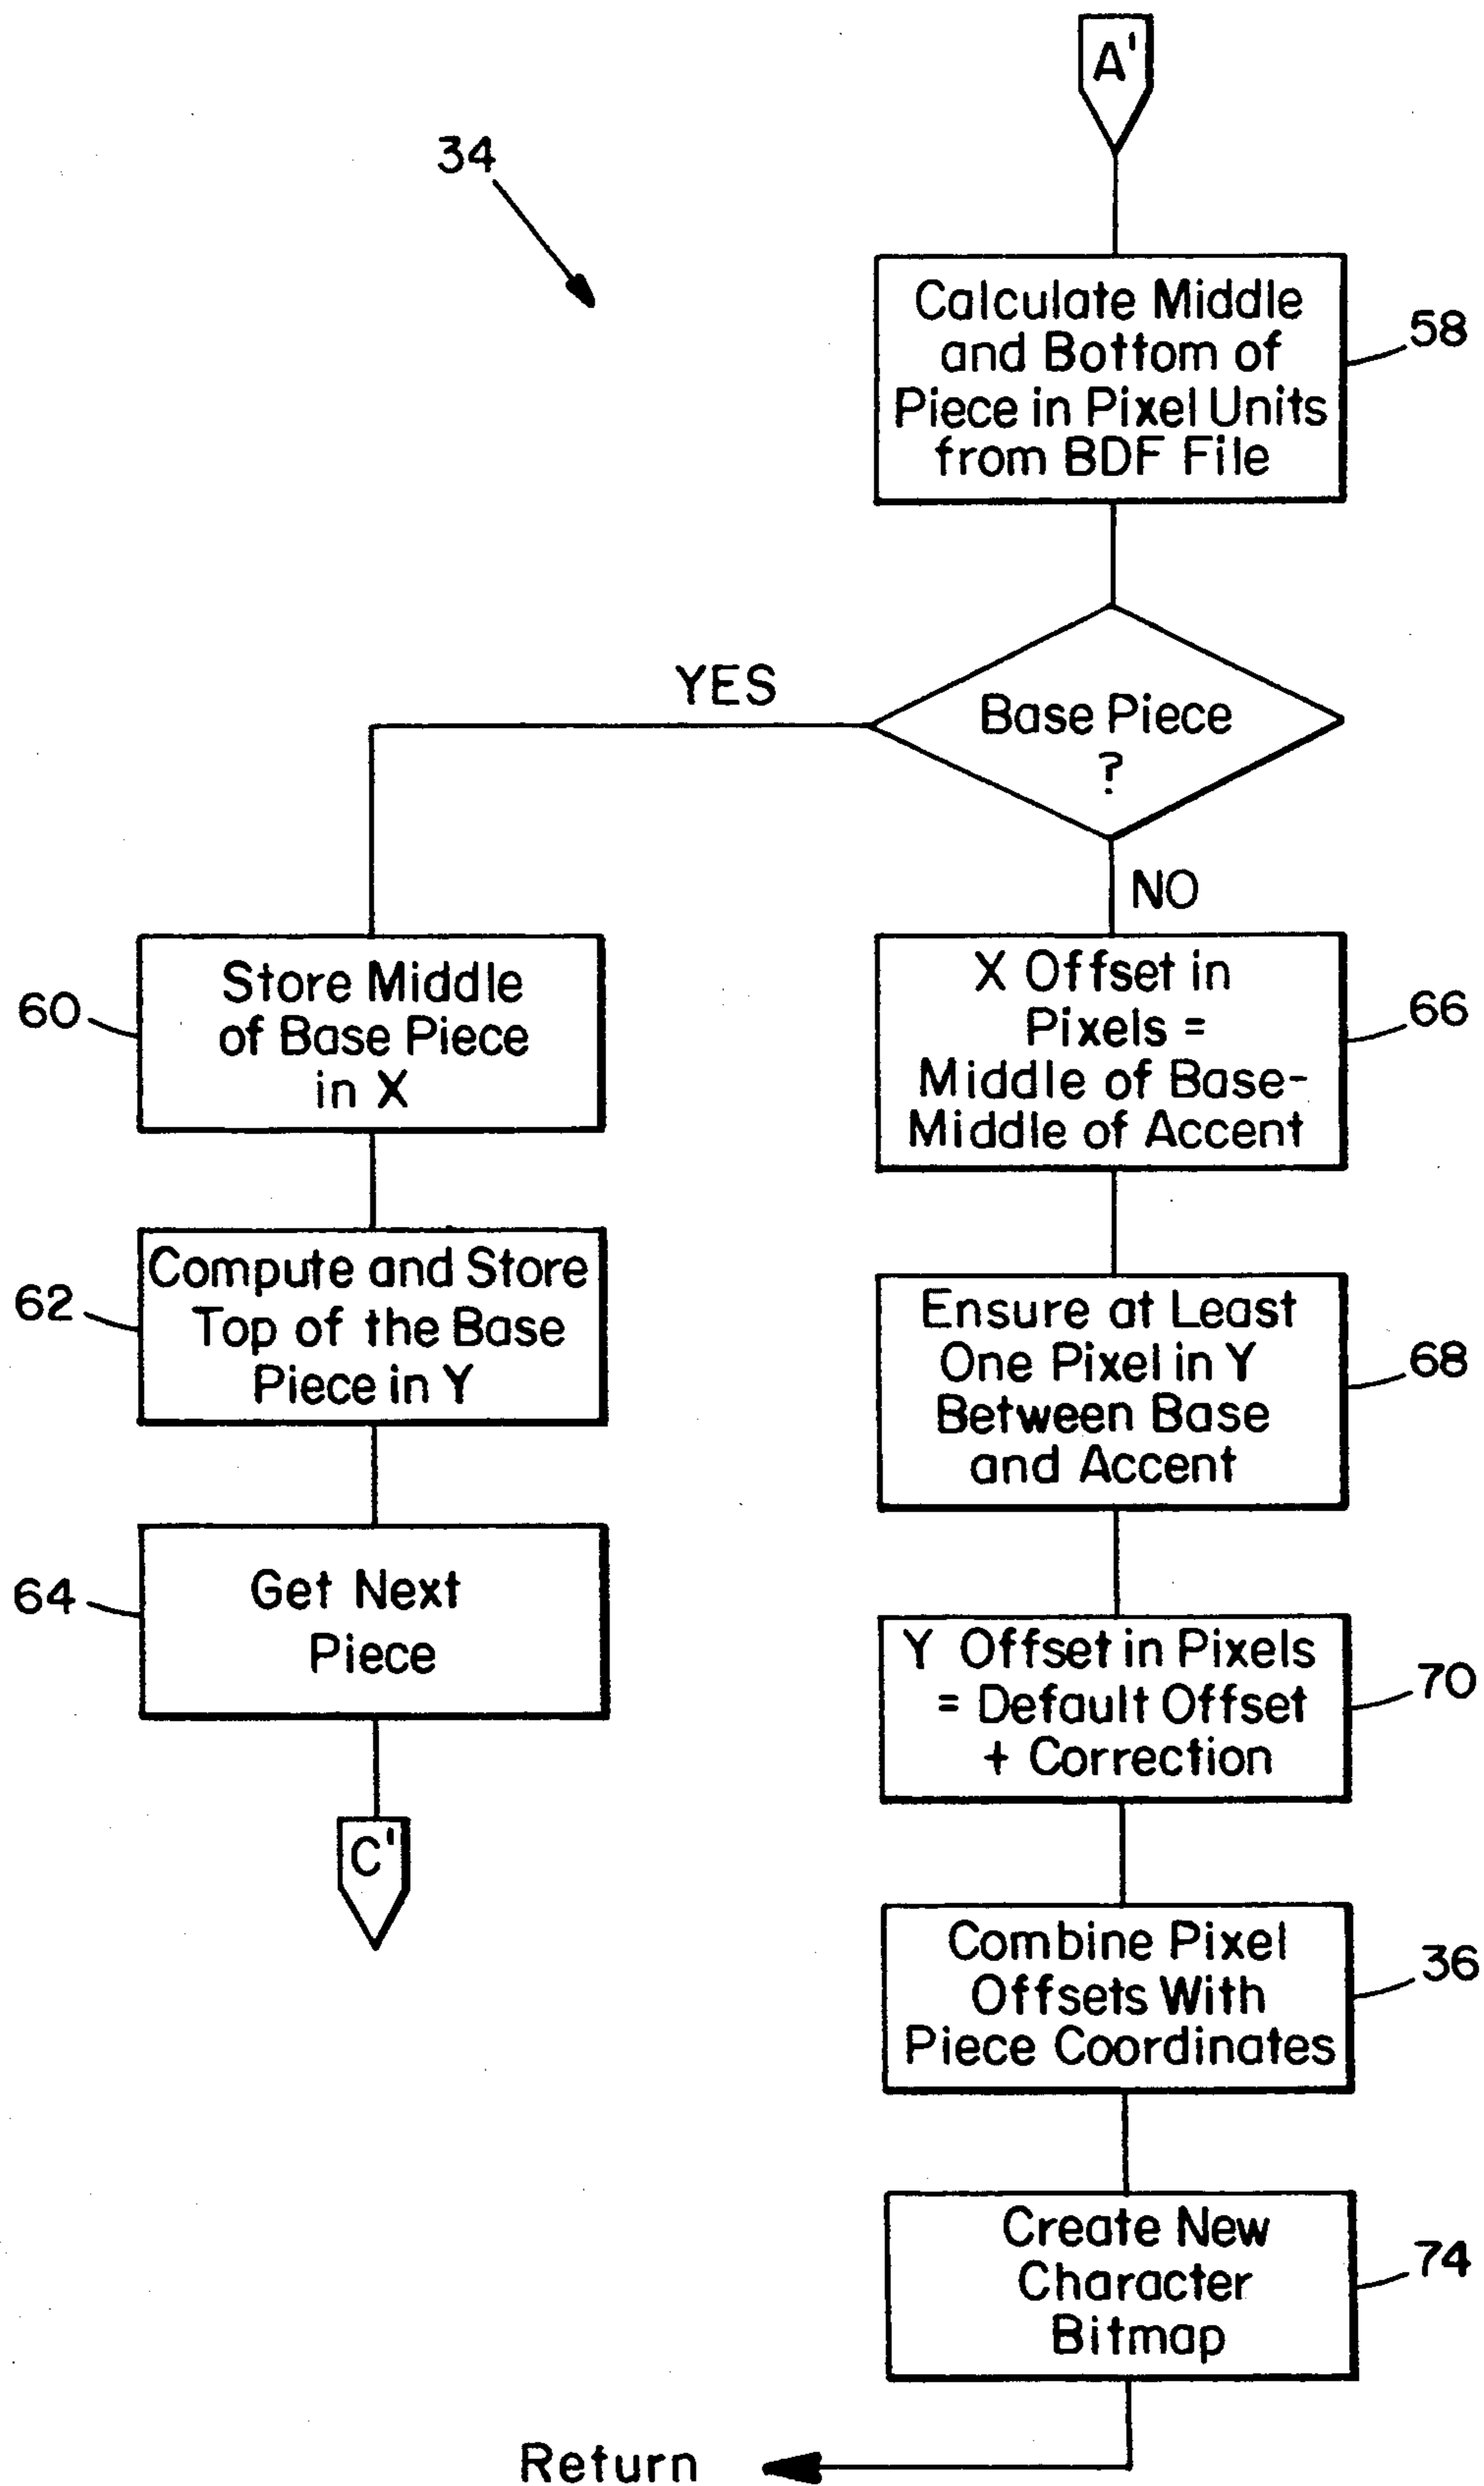 A'
34
Calculate Middle
and Bottom of
Piece in Pixel Units
from BDF File
58
YES
Base Piece
?
NO
60
Store Middle
of Base Piece
in X
X Offset in
Pixels =
Middle of Base-
Middle of Accent
66
62
Compute and Store
Top of the Base
Piece in Y
Ensure at Least
One Pixel in Y
Between Base
and Accent
68
64
Get Next
Piece
Y Offset in Pixels
= Default Offset
+ Correction
70
C'
Combine Pixel
Offsets With
Piece Coordinates
36
Create New
Character
Bitmap
74
Return